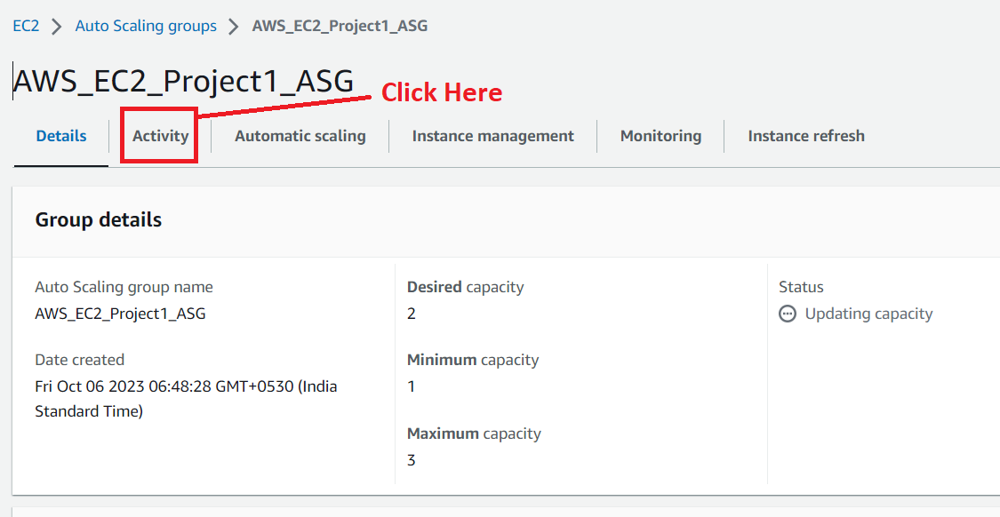 EC2 > Auto Scaling groups > AWS_EC2_Project1_ASG
AWS_EC2_Project1_ASG
Click Here
Details
Activity
Automatic scaling
Instance management
Monitoring
Instance refresh
Group details
Auto Scaling group name
AWS_EC2_Project1_ASG
Date created
Fri Oct 06 2023 06:48:28 GMT+0530 (India
Standard Time)
Desired capacity
2
Minimum capacity
1
Maximum capacity
3
Status
Updating capacity